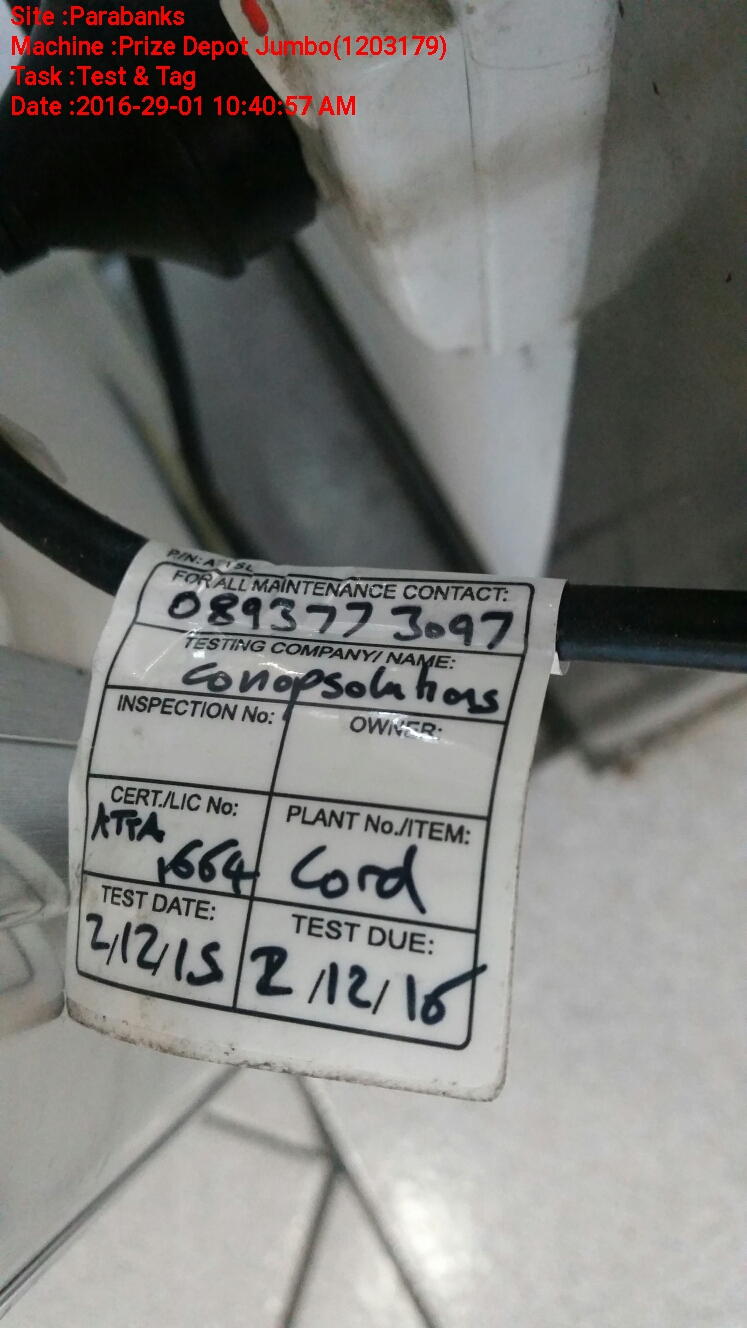 Site :Parabanks
Machine :Prize Depot Jumbo(1203179)
Task :Test & Tag
Date :2016-29-01 10:40:57 AM
FOR ALL MAINTENANCE CONTACT:
0893773097
TESTING COMPANY/ NAME:
conopsolutions
INSPECTION No:
OWNER:
CERT./LIC No:
PLANT No./ITEM:
ATTA
1664
Cord
TEST DATE:
TEST DUE:
2/12/15
2/12/16